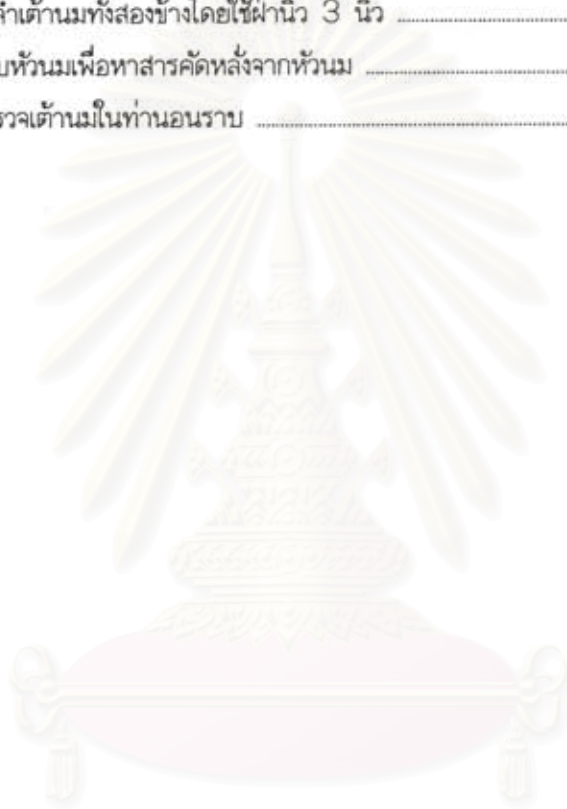 คลำเต้านมทั้งสองข้างโดยใช้ฝ่านิ้ว 3 นิ้ว
บหัวนมเพื่อหาสารคัดหลั่งจากหัวนม
รวจเต้านมในท่านอนราบ